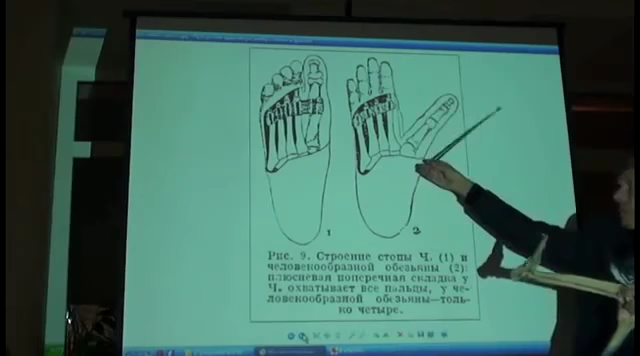 1
2
Рис. 9. Строение стопы Ч. (1) и
человекообразной обезьяны (2):
плюсневая поперечная складка у
Ч. охватывает все пальцы, у че-
ловекообразной обезьяны—толь-
ко четыре.